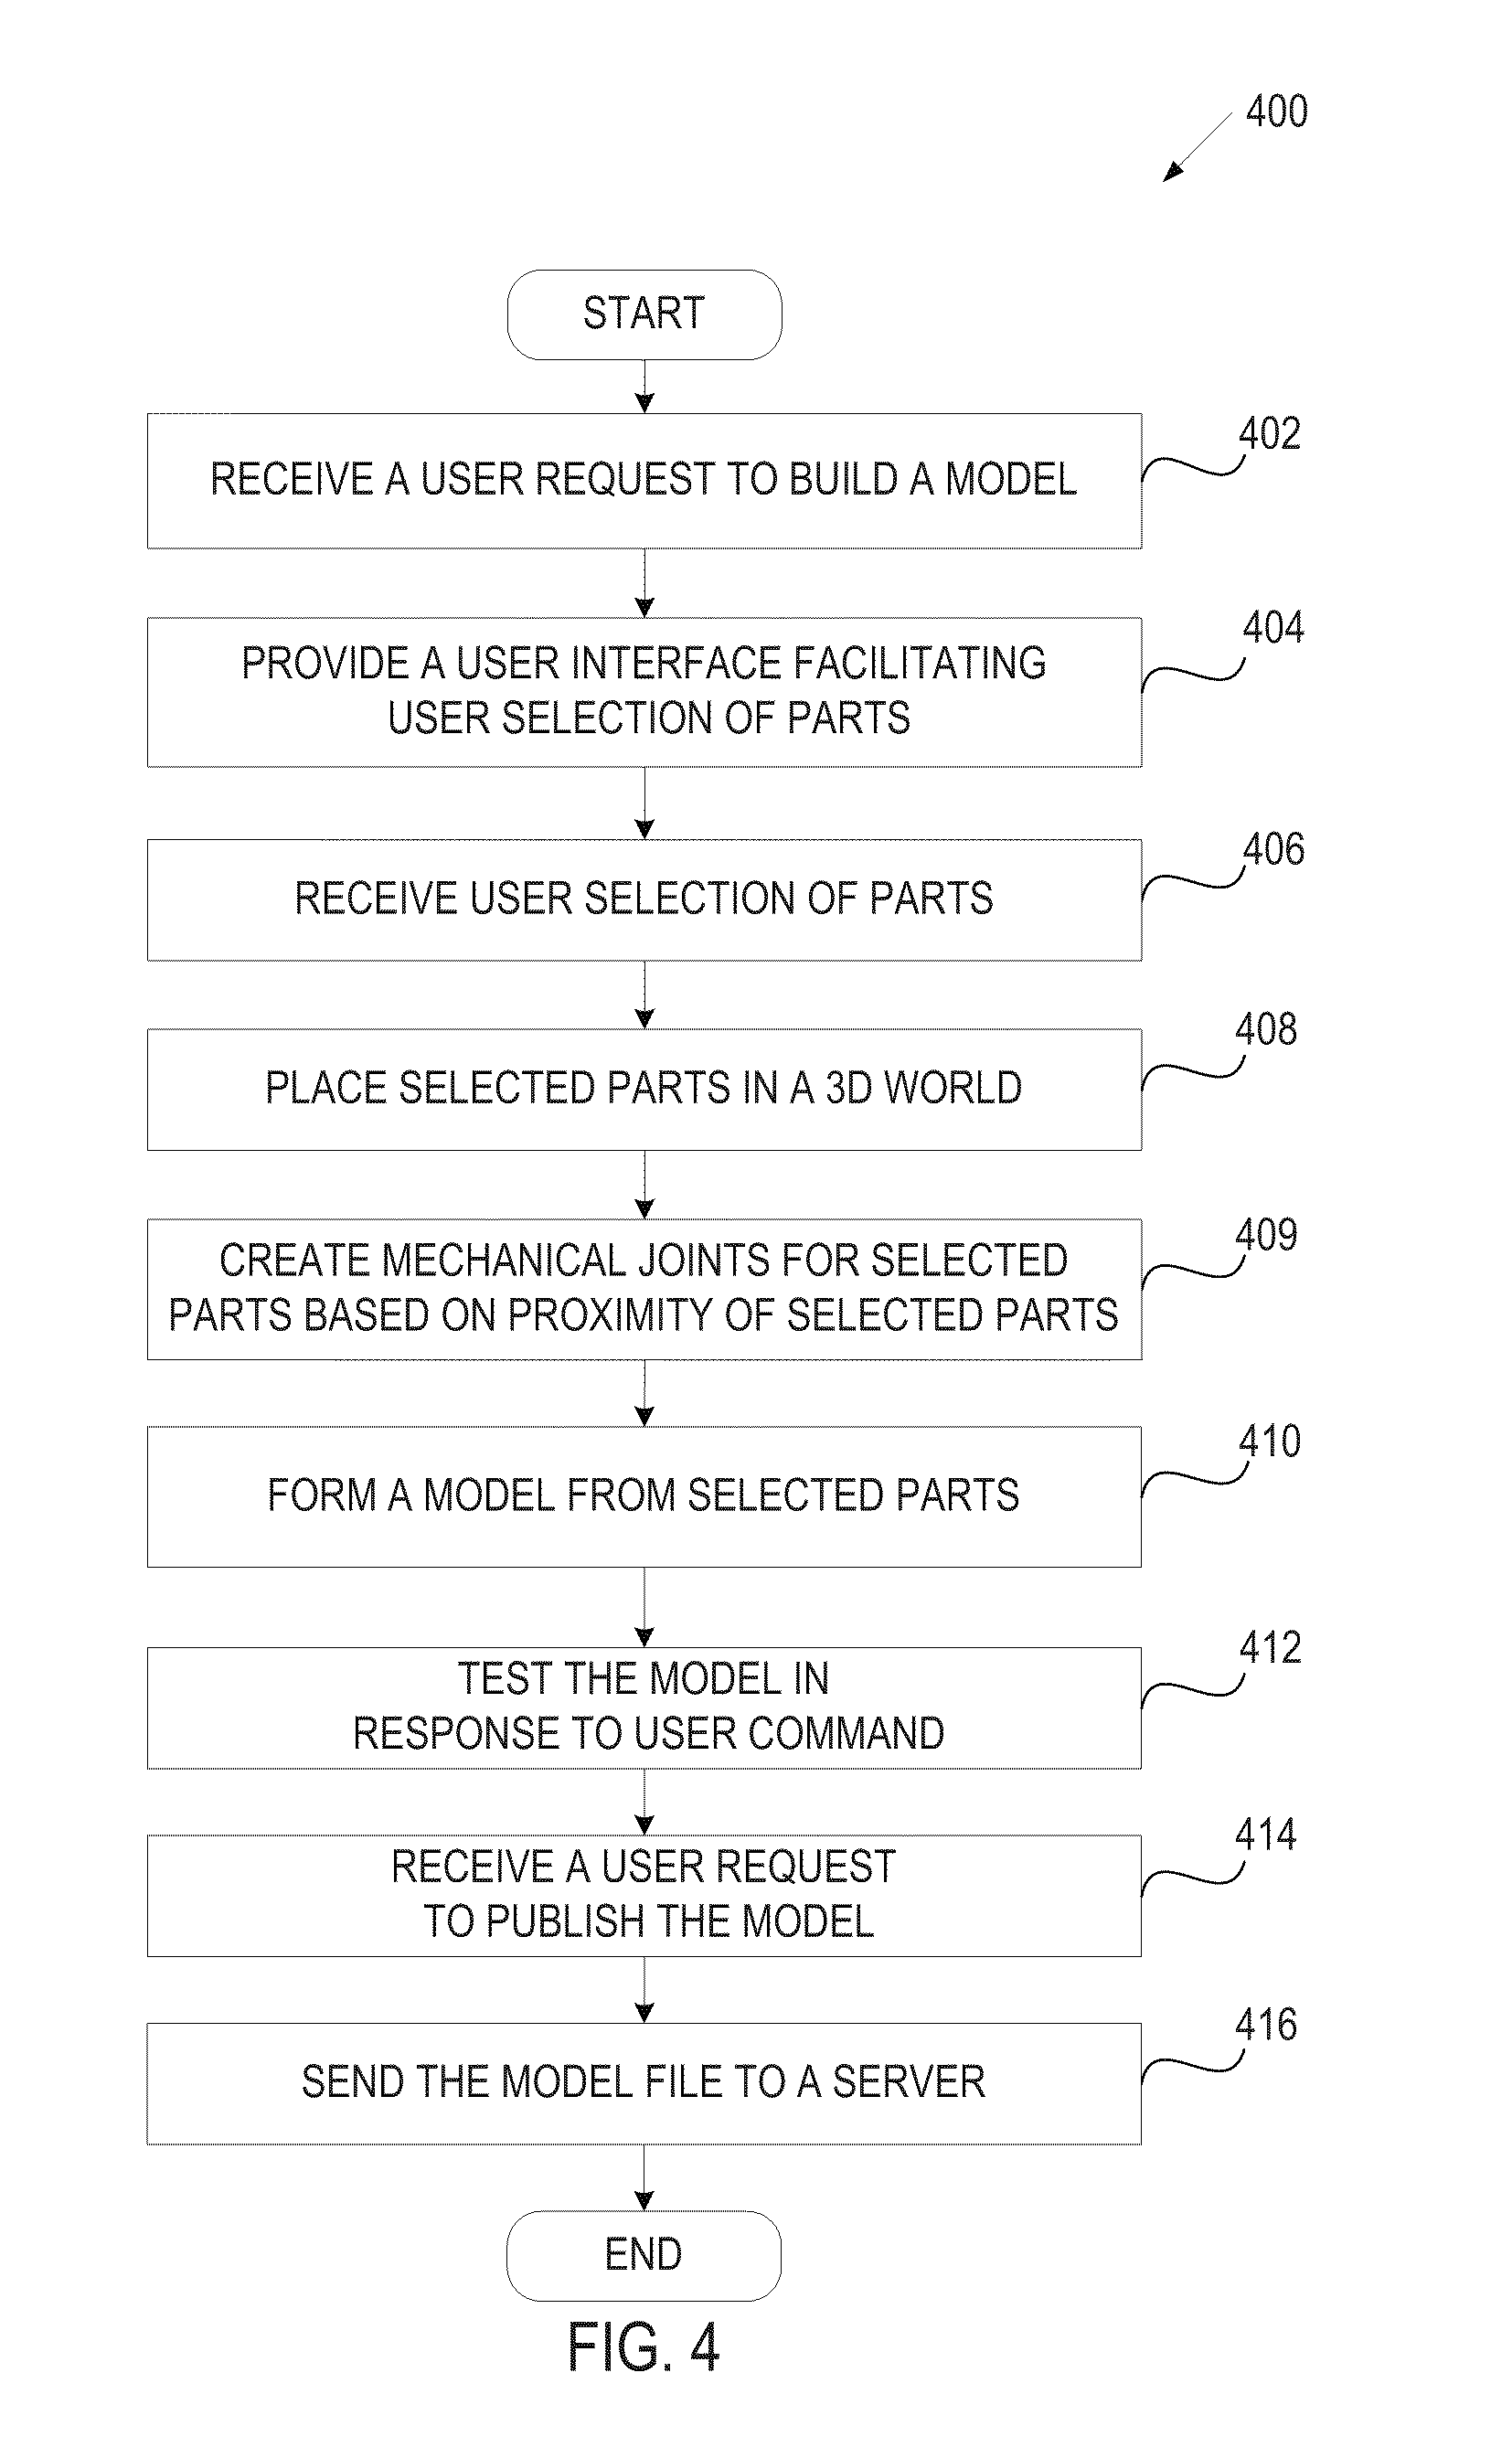 400
START
RECEIVE A USER REQUEST TO BUILD A MODEL
402
PROVIDE A USER INTERFACE FACILITATING
USER SELECTION OF PARTS
404
RECEIVE USER SELECTION OF PARTS
406
PLACE SELECTED PARTS IN A 3D WORLD
408
CREATE MECHANICAL JOINTS FOR SELECTED
PARTS BASED ON PROXIMITY OF SELECTED PARTS
409
FORM A MODEL FROM SELECTED PARTS
410
TEST THE MODEL IN
RESPONSE TO USER COMMAND
412
RECEIVE A USER REQUEST
TO PUBLISH THE MODEL
414
SEND THE MODEL FILE TO A SERVER
416
END
FIG. 4